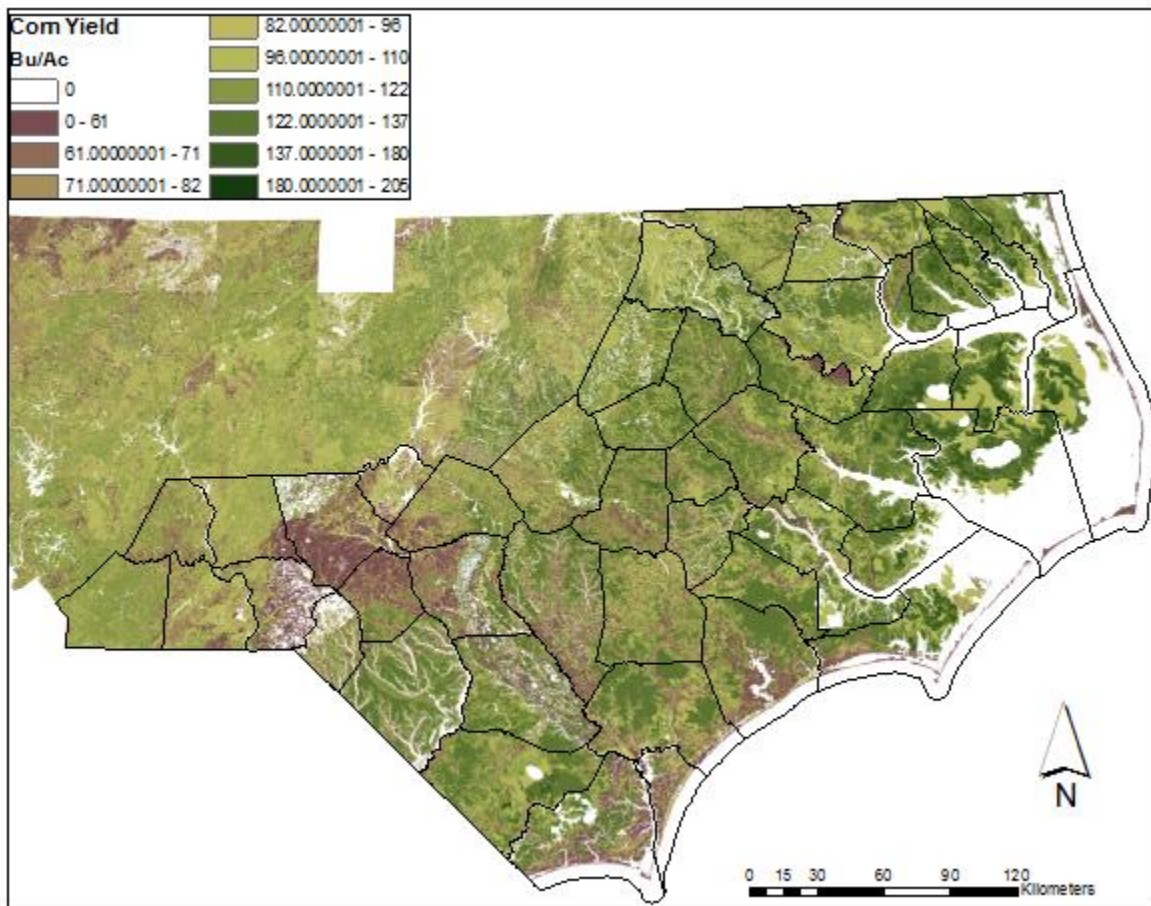 Corn Yield
Bu/Ac
0
0 - 61
61.00000001 - 71
71.00000001 - 82
82.00000001 - 96
96.00000001 - 110
110.0000001 - 122
122.0000001 - 137
137.0000001 - 180
180.0000001 - 205
N
0 15 30 60 90 120
Kilometers